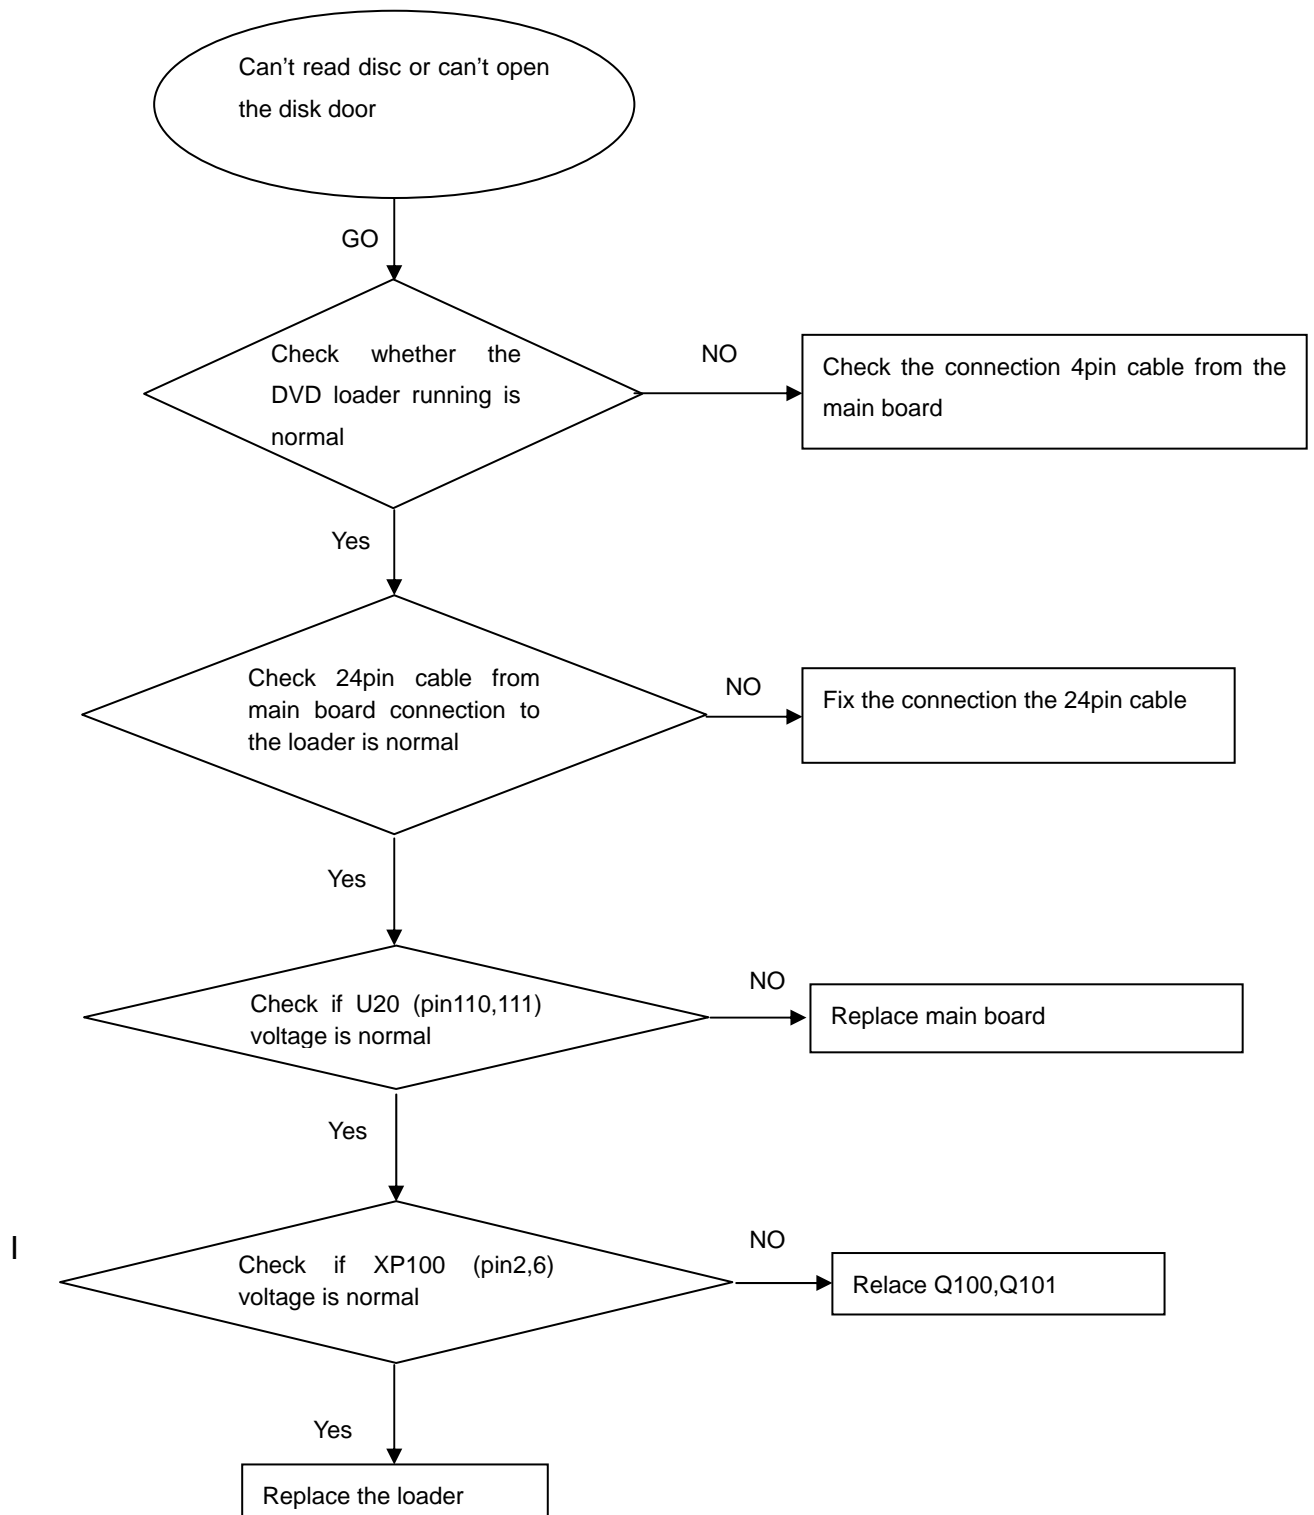 Can't read disc or can't open
the disk door
GO
Check whether the
DVD loader running is
normal
NO
Check the connection 4pin cable from the
main board
Yes
Check 24pin cable from
main board connection to
the loader is normal
NO
Fix the connection the 24pin cable
Yes
Check if U20 (pin110,111)
voltage is normal
NO
Replace main board
Yes
Check if XP100 (pin2,6)
voltage is normal
NO
Relace Q100,Q101
l
Yes
Replace the loader